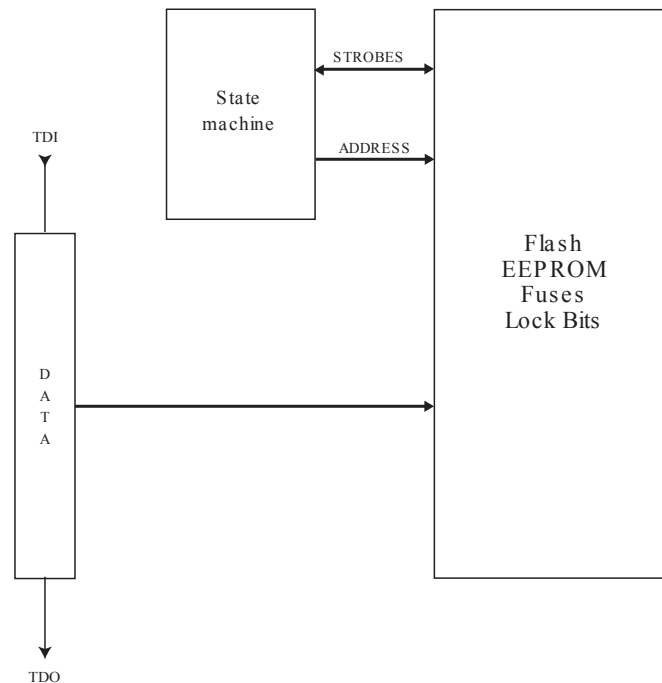 STROBES
State
machine
ADDRESS
TDI
Flash
EEPROM
Fuses
Lock Bits
D
A
T
A
TDO